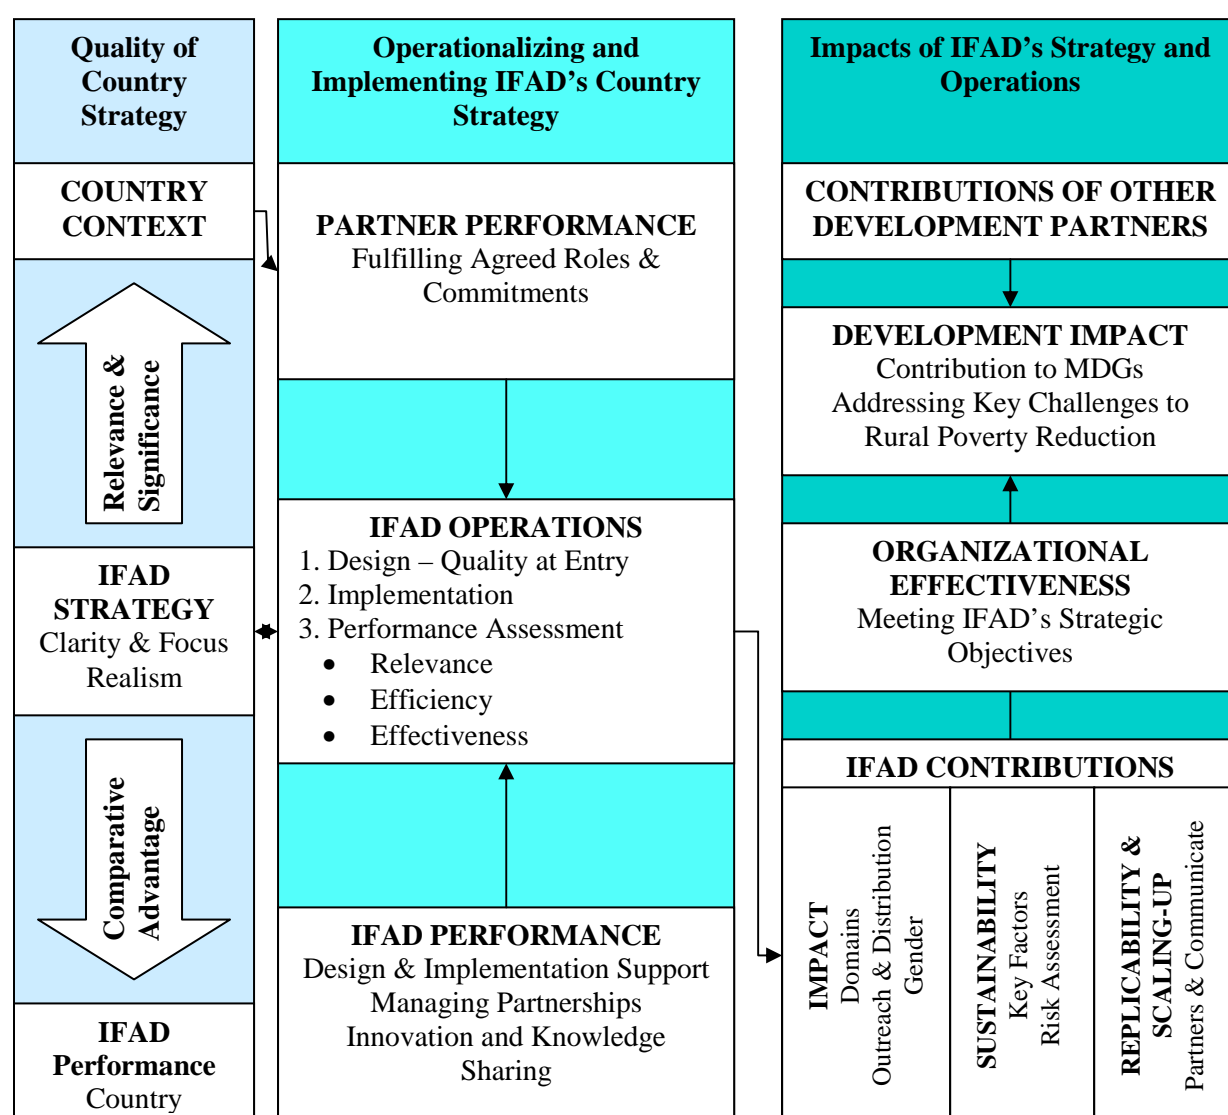 Quality of
Country
Strategy
COUNTRY
CONTEXT
Relevance &
Significance
IFAD
STRATEGY
Clarity & Focus
Realism
Comparative
Advantage
IFAD
Performance
Country
Operationalizing and
Implementing IFAD's Country
Strategy
PARTNER PERFORMANCE
Fulfilling Agreed Roles &
Commitments
IFAD OPERATIONS
1. Design – Quality at Entry
2. Implementation
3. Performance Assessment
• Relevance
• Efficiency
• Effectiveness
IFAD PERFORMANCE
Design & Implementation Support
Managing Partnerships
Innovation and Knowledge
Sharing
Impacts of IFAD's Strategy and
Operations
CONTRIBUTIONS OF OTHER
DEVELOPMENT PARTNERS
DEVELOPMENT IMPACT
Contribution to MDGs
Addressing Key Challenges to
Rural Poverty Reduction
ORGANIZATIONAL
EFFECTIVENESS
Meeting IFAD's Strategic
Objectives
IFAD CONTRIBUTIONS
IMPACT
Domains
Outreach & Distribution
Gender
SUSTAINABILITY
Key Factors
Risk Assessment
REPLICABILITY &
SCALING-UP
Partners & Communicate